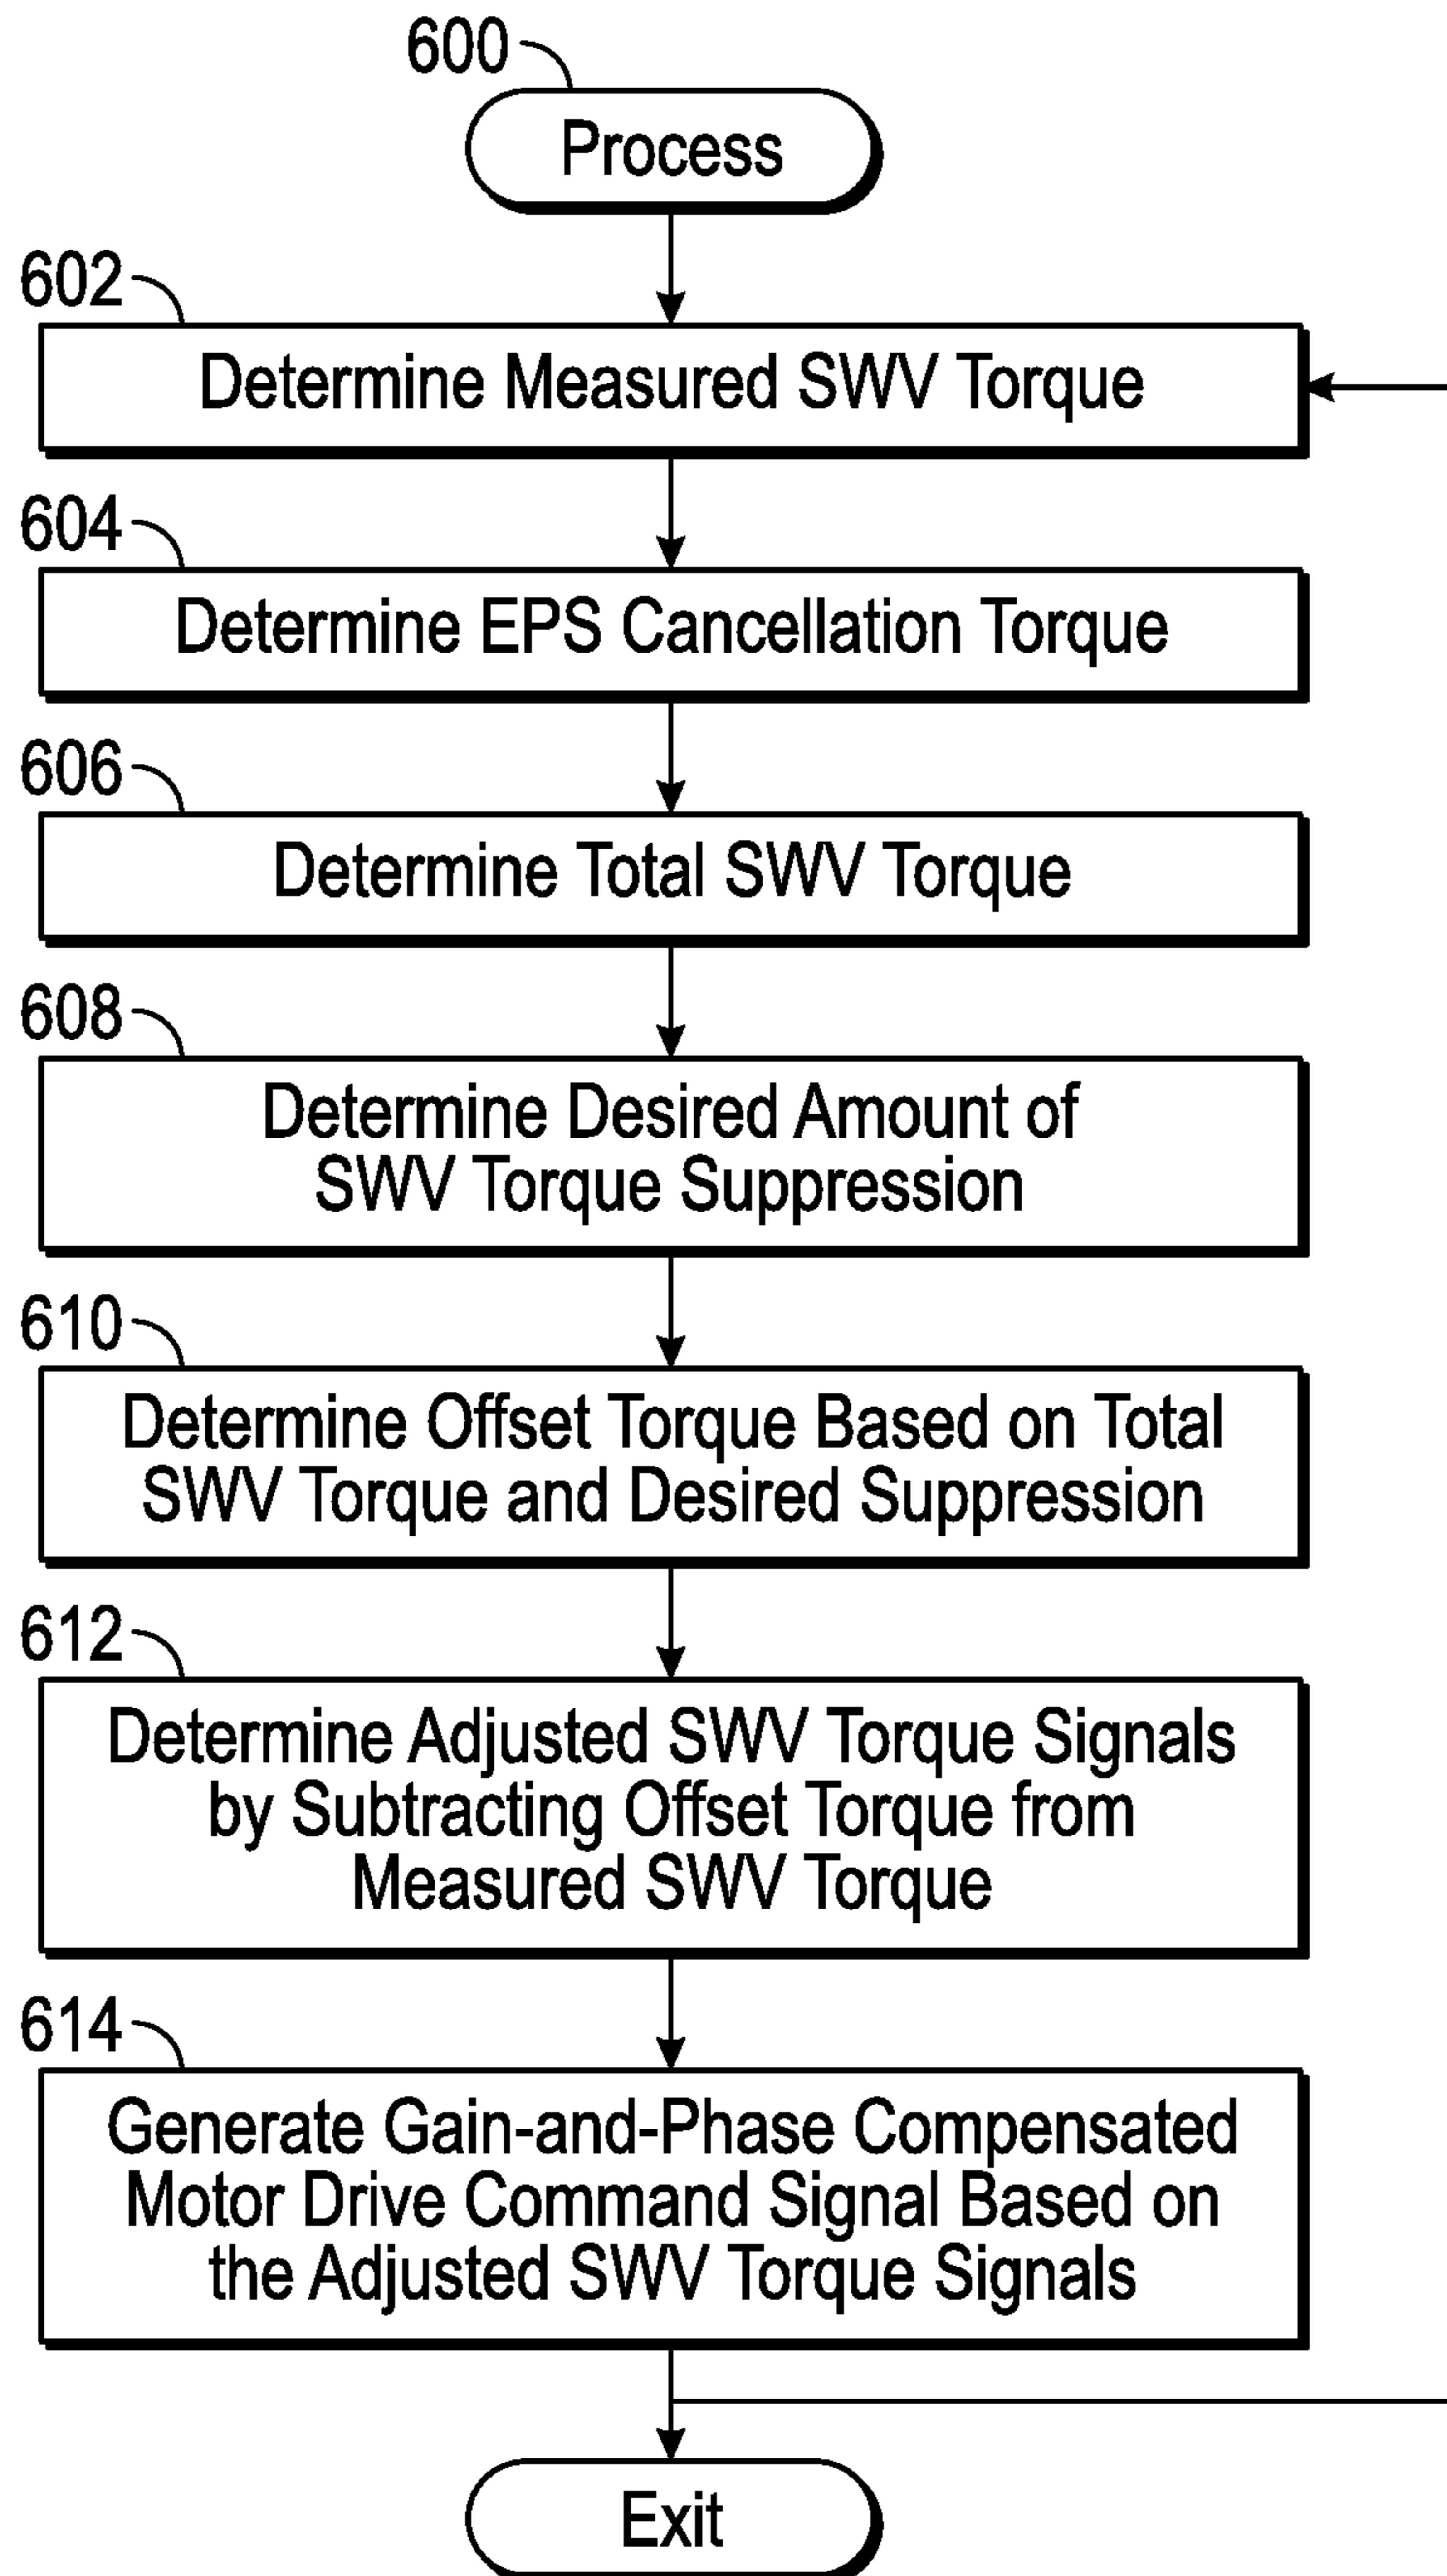 600
Process
602
Determine Measured SWV Torque
604
Determine EPS Cancellation Torque
606
Determine Total SWV Torque
608
Determine Desired Amount of
SWV Torque Suppression
610
Determine Offset Torque Based on Total
SWV Torque and Desired Suppression
612
Determine Adjusted SWV Torque Signals
by Subtracting Offset Torque from
Measured SWV Torque
614
Generate Gain-and-Phase Compensated
Motor Drive Command Signal Based on
the Adjusted SWV Torque Signals
Exit